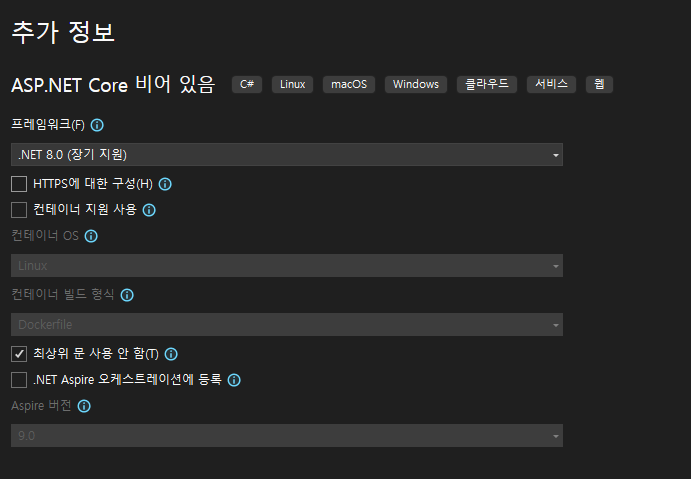 추가 정보
ASP.NET Core 비어 있음 C# Linux macOS Windows 클라우드 서비스 웹
프레임워크(F)
.NET 8.0 (장기 지원)
HTTPS에 대한 구성(H)
컨테이너 지원 사용
컨테이너 OS
Linux
컨테이너 빌드 형식
Dockerfile
최상위 문 사용 안 함(T)
.NET Aspire 오케스트레이션에 등록
Aspire 버전
9.0